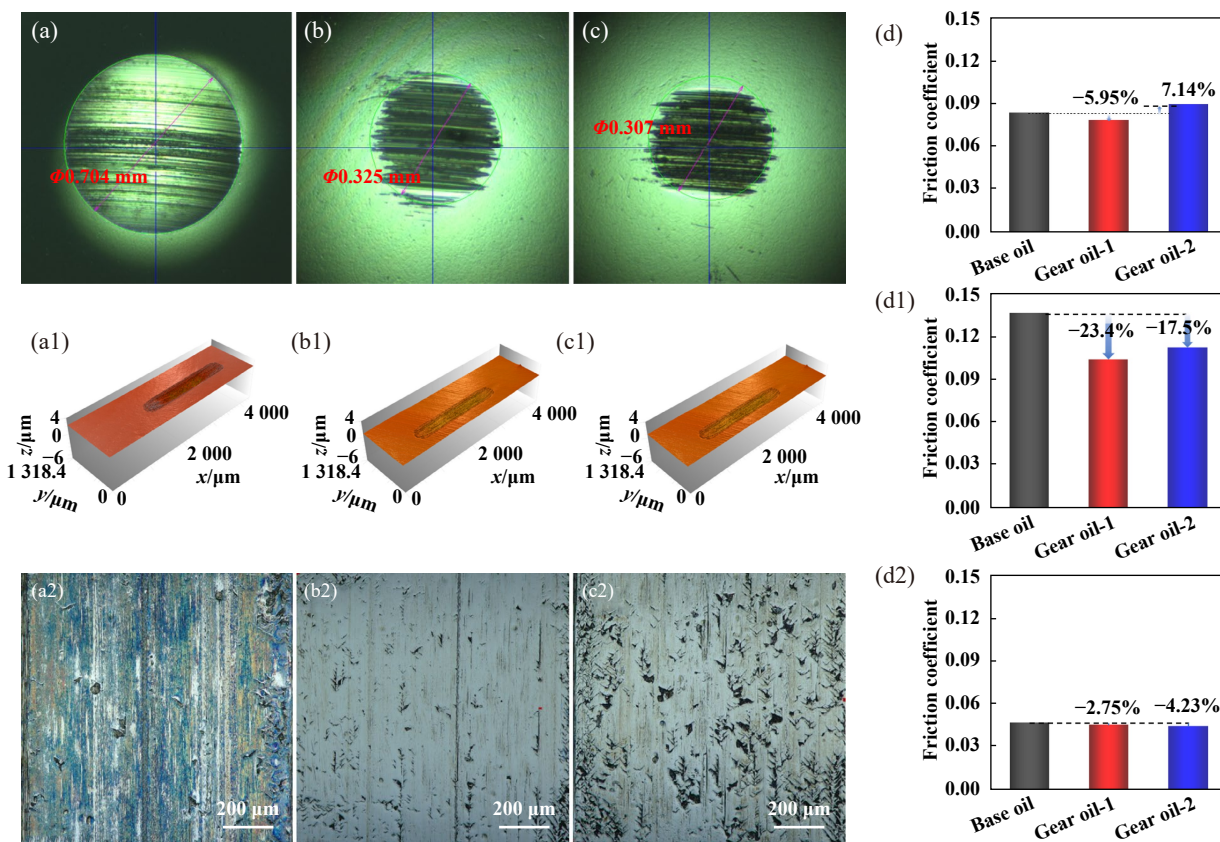 (a)
Φ0.704 mm
(b)
Φ0.325 mm
(c)
Φ0.307 mm
(d)
Friction coefficient
0.15
0.12
0.09
0.06
0.03
0.00
−5.95%
7.14%
Base oil
Gear oil-1
Gear oil-2
(a1)
4
0
−6
z/μm
1 318.4
y/μm
0
0
2 000
4 000
x/μm
(b1)
4
0
−6
z/μm
1 318.4
y/μm
0
0
2 000
4 000
x/μm
(c1)
4
0
−6
z/μm
1 318.4
y/μm
0
0
2 000
4 000
x/μm
(d1)
Friction coefficient
0.15
0.12
0.09
0.06
0.03
0.00
−23.4%
−17.5%
Base oil
Gear oil-1
Gear oil-2
(a2)
200 μm
(b2)
200 μm
(c2)
200 μm
(d2)
Friction coefficient
0.15
0.12
0.09
0.06
0.03
0.00
−2.75%
−4.23%
Base oil
Gear oil-1
Gear oil-2